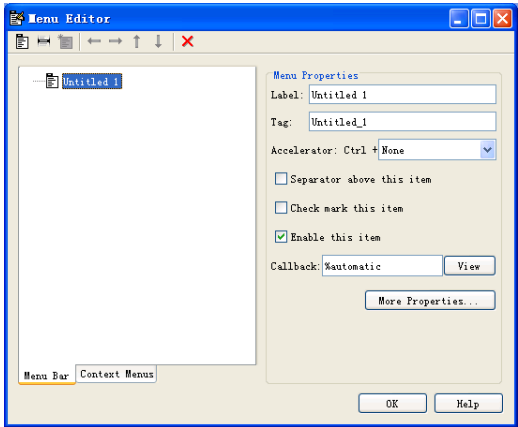 Menu Editor
Untitled 1
Menu Properties
Label: Untitled 1
Tag: Untitled_1
Accelerator: Ctrl + None
Separator above this item
Check mark this item
Enable this item
Callback: %automatic View
More Properties...
Menu Bar Context Menus
OK Help